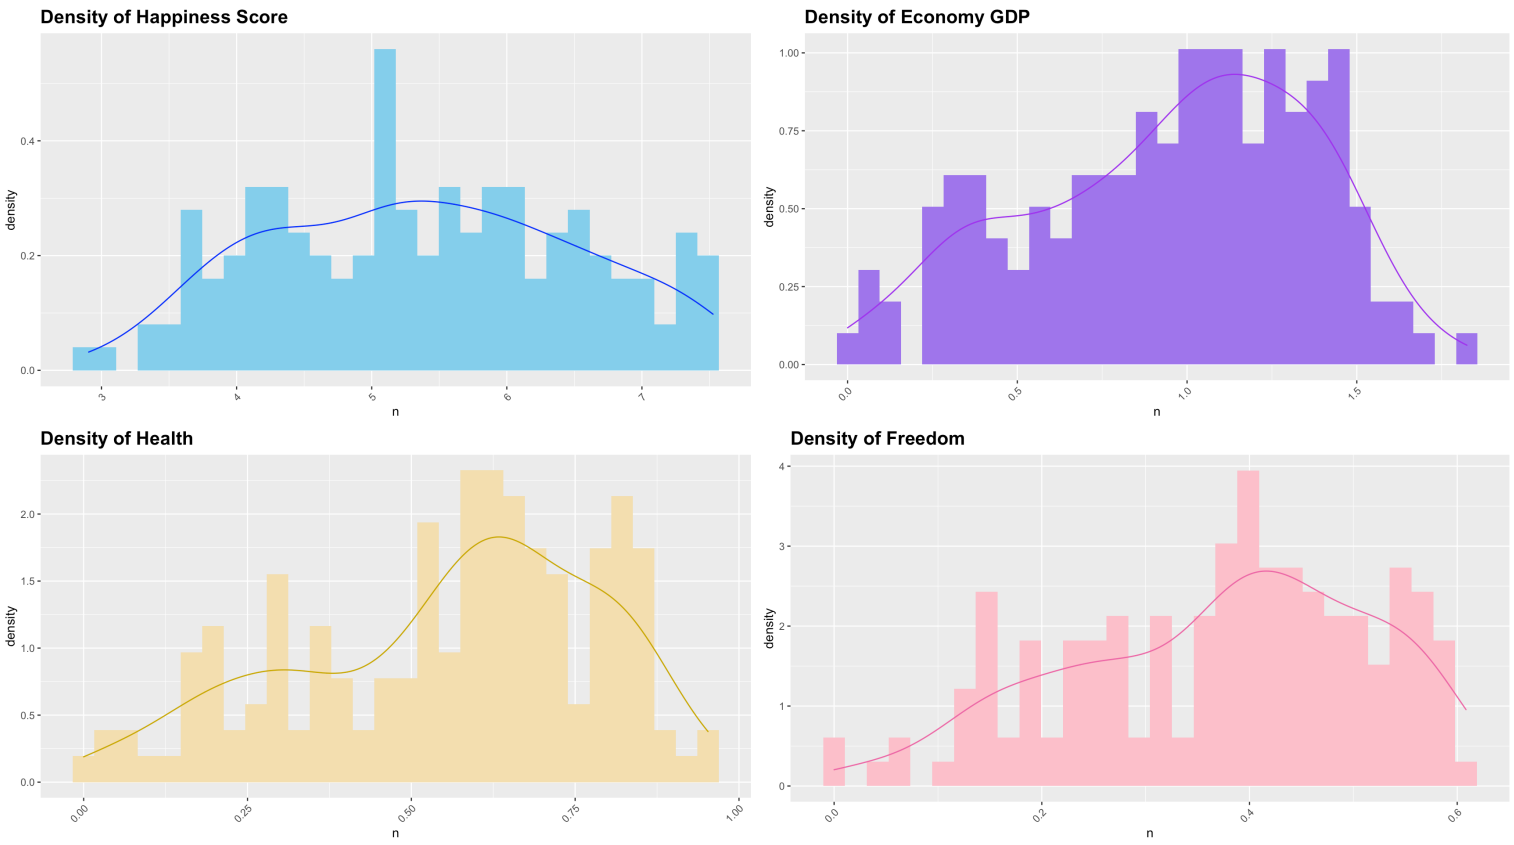 Density of Happiness Score
density
0.4
0.2
0.0
3 4 5 6 7
n
Density of Economy GDP
density
1.00
0.75
0.50
0.25
0.00
0.0 0.5 1.0 1.5
n
Density of Health
density
2.0
1.5
1.0
0.5
0.0
0.00 0.25 0.50 0.75 1.00
n
Density of Freedom
density
4
3
2
1
0
0.0 0.2 0.4 0.6
n